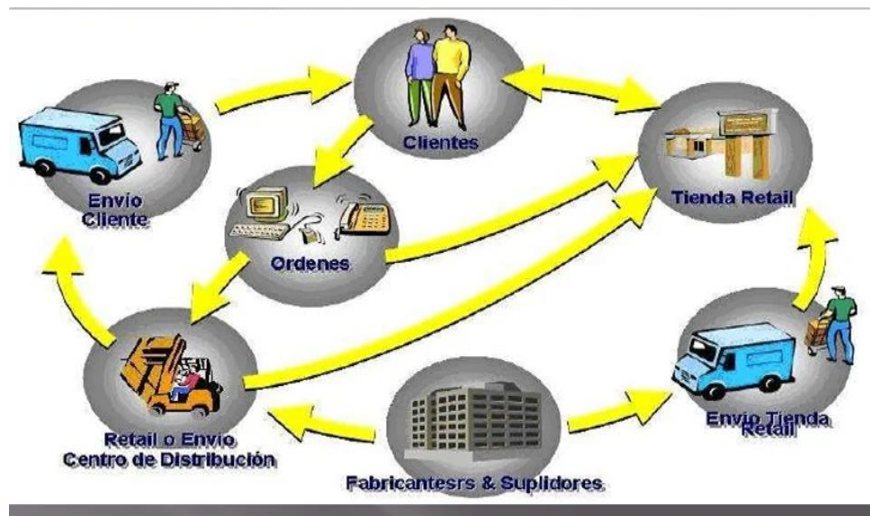 Clientes
Tienda Retail
Envío
Cliente
Ordenes
Retail o Envío
Centro de Distribución
Envío Tienda
Retail
Fabricantesrs & Suplidores